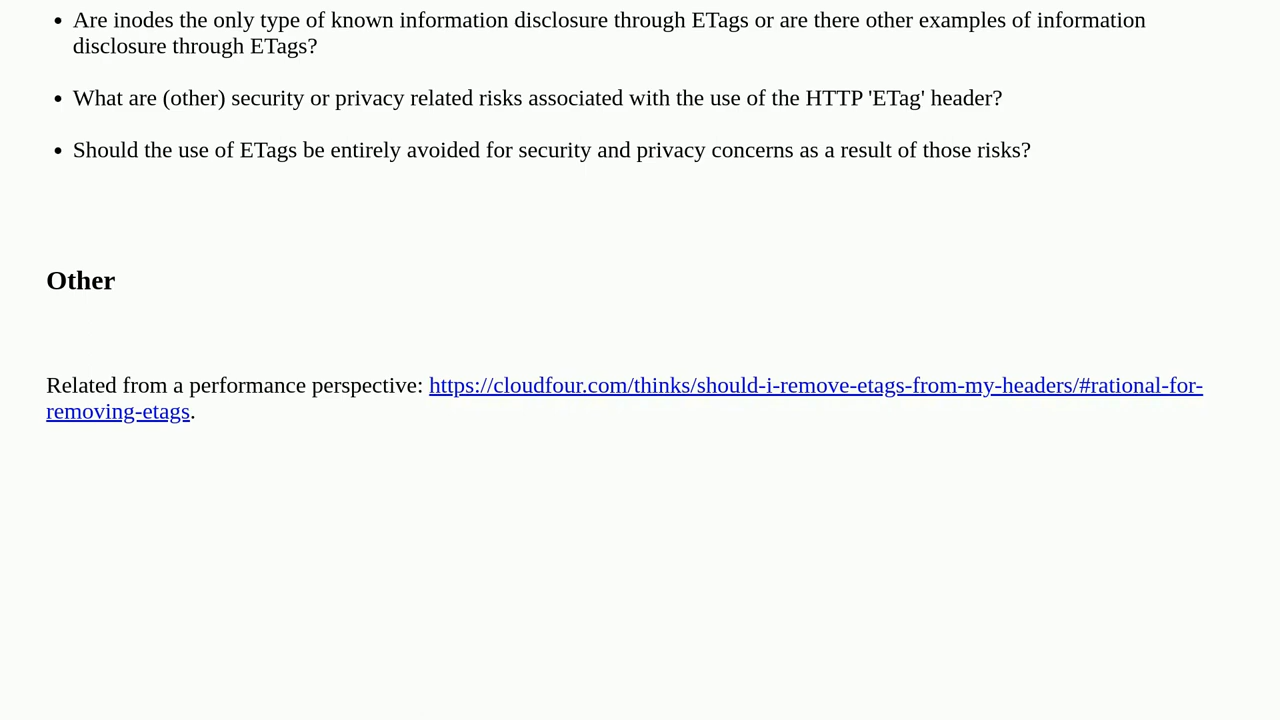 • Are inodes the only type of known information disclosure through ETags or are there other examples of information
disclosure through ETags?
• What are (other) security or privacy related risks associated with the use of the HTTP 'ETag' header?
• Should the use of ETags be entirely avoided for security and privacy concerns as a result of those risks?
Other
Related from a performance perspective: https://cloudfour.com/thinks/should-i-remove-etags-from-my-headers/#rational-for-
removing-etags.